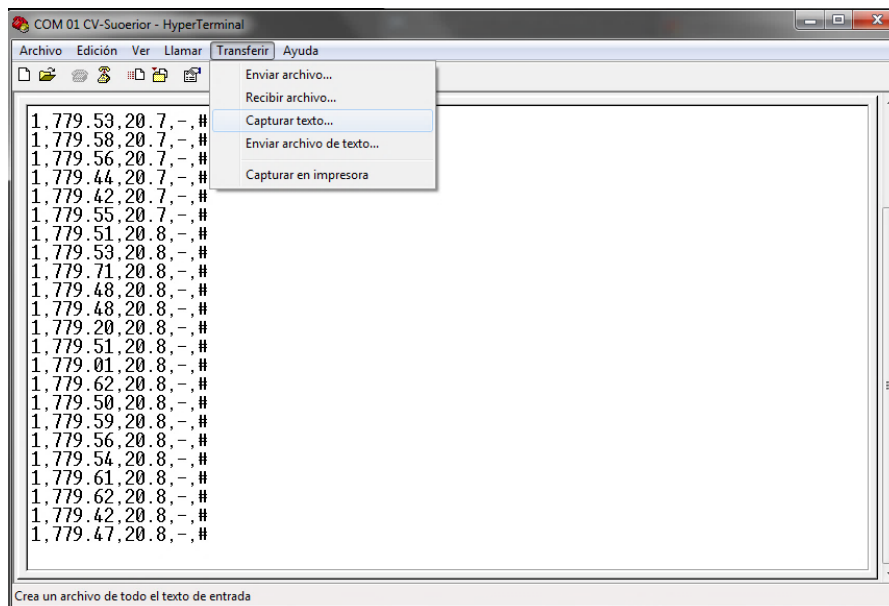 COM 01 CV-Suoerior - HyperTerminal
Archivo Edición Ver Llamar Transferir Ayuda
Enviar archivo...
Recibir archivo...
Capturar texto...
Enviar archivo de texto...
Capturar en impresora
1,779.53,20.7,-,#
1,779.58,20.7,-,#
1,779.56,20.7,-,#
1,779.44,20.7,-,#
1,779.42,20.7,-,#
1,779.55,20.7,-,#
1,779.51,20.8,-,#
1,779.53,20.8,-,#
1,779.71,20.8,-,#
1,779.48,20.8,-,#
1,779.48,20.8,-,#
1,779.20,20.8,-,#
1,779.51,20.8,-,#
1,779.01,20.8,-,#
1,779.62,20.8,-,#
1,779.50,20.8,-,#
1,779.59,20.8,-,#
1,779.56,20.8,-,#
1,779.54,20.8,-,#
1,779.61,20.8,-,#
1,779.62,20.8,-,#
1,779.42,20.8,-,#
1,779.47,20.8,-,#
Crea un archivo de todo el texto de entrada